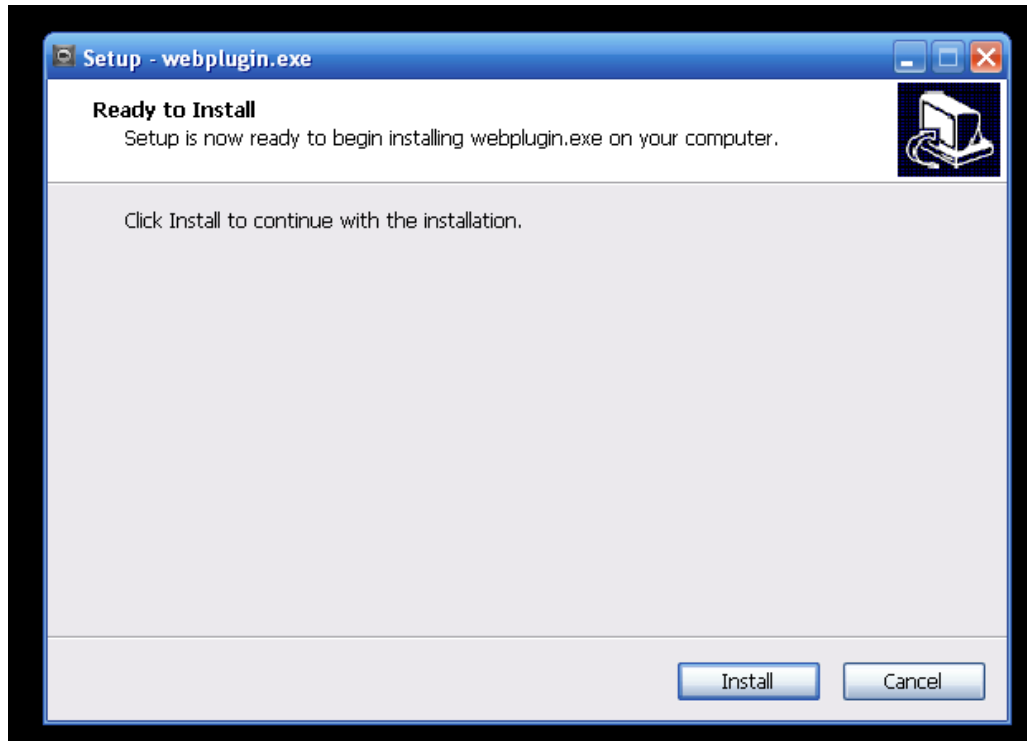 Setup - webplugin.exe
Ready to Install
Setup is now ready to begin installing webplugin.exe on your computer.
Click Install to continue with the installation.
Install
Cancel